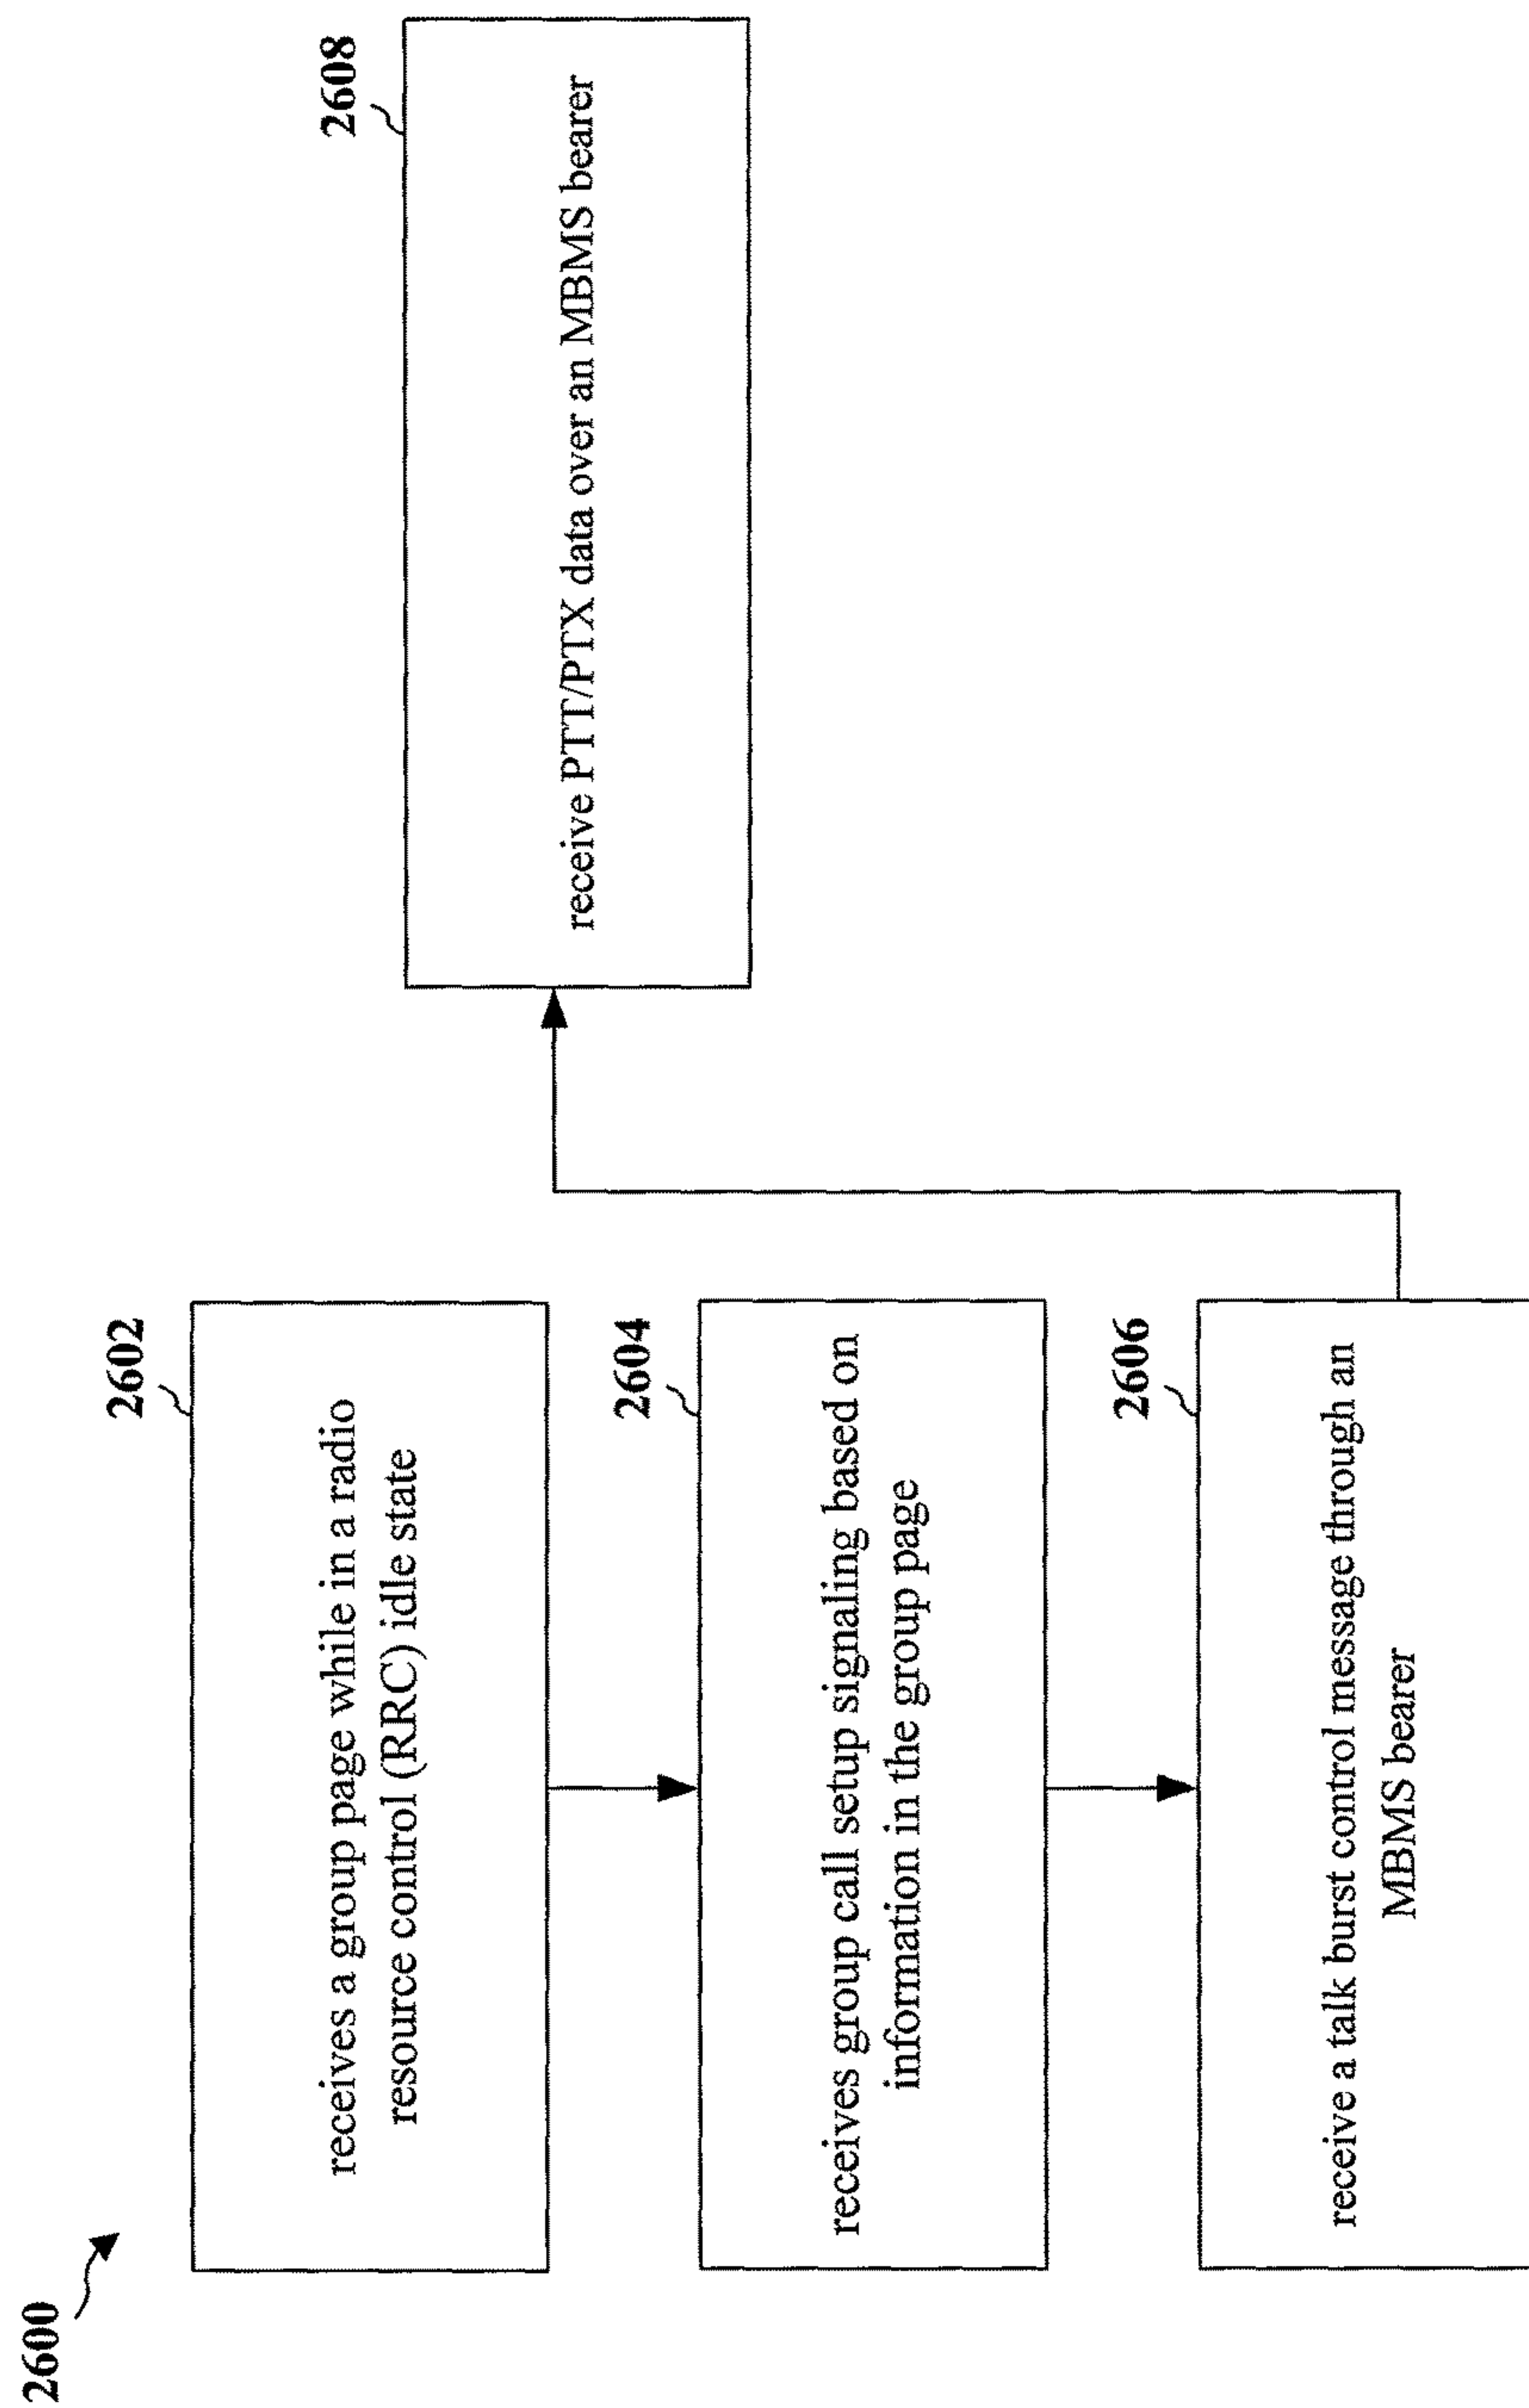 2600
2602
receives a group page while in a radio
resource control (RRC) idle state
2604
receives group call setup signaling based on
information in the group page
2606
receive a talk burst control message through an
MBMS bearer
2608
receive PTT/PTX data over an MBMS bearer